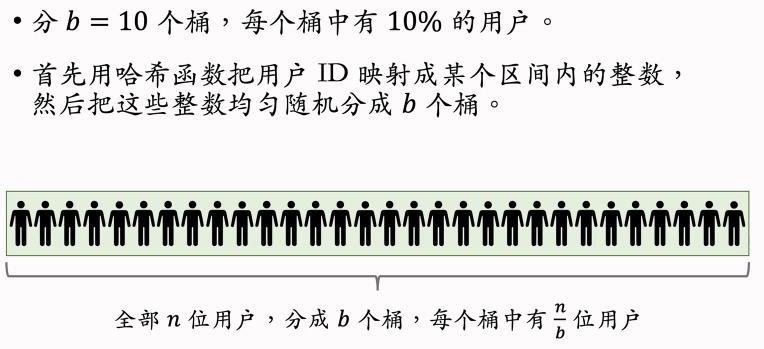 • 分 b = 10 个桶，每个桶中有 10% 的用户。
• 首先用哈希函数把用户 ID 映射成某个区间内的整数，
然后把这些整数均匀随机分成 b 个桶。
全部 n 位用户，分成 b 个桶，每个桶中有 n/b 位用户